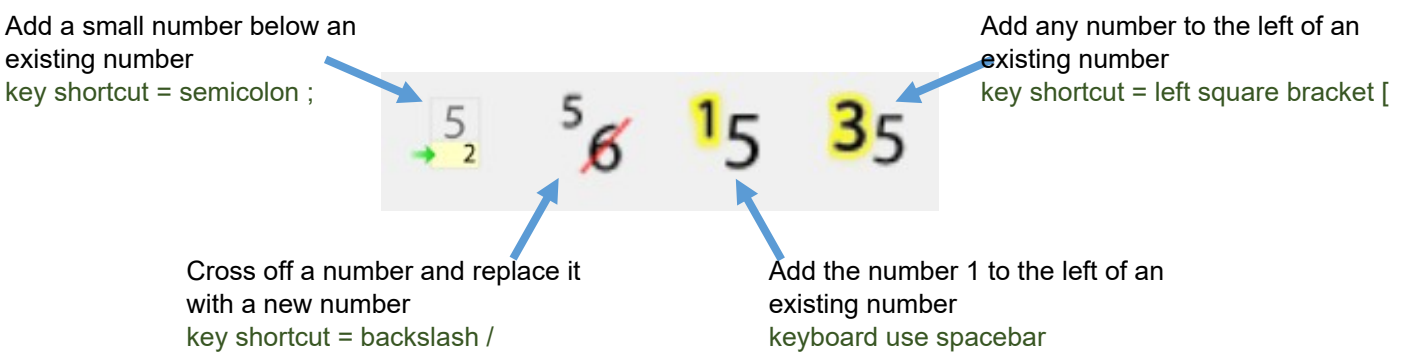 Add a small number below an
existing number
key shortcut = semicolon ;
Add any number to the left of an
existing number
key shortcut = left square bracket [
5
2
5
6
1
5
3
5
Cross off a number and replace it
with a new number
key shortcut = backslash /
Add the number 1 to the left of an
existing number
keyboard use spacebar